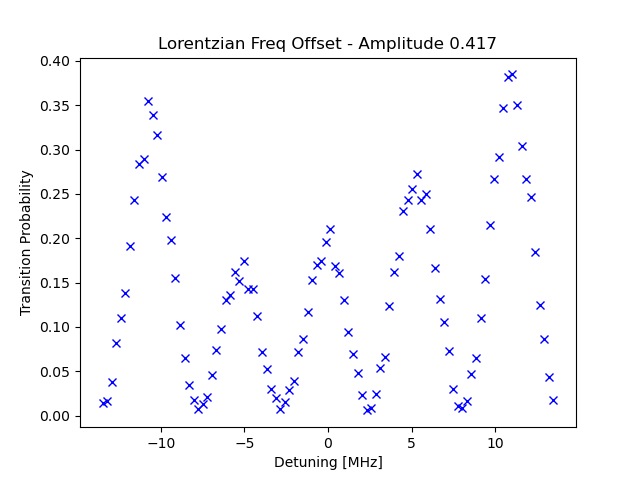 Lorentzian Freq Offset - Amplitude 0.417
Transition Probability
0.40
0.35
0.30
0.25
0.20
0.15
0.10
0.05
0.00
−10 −5 0 5 10
Detuning [MHz]